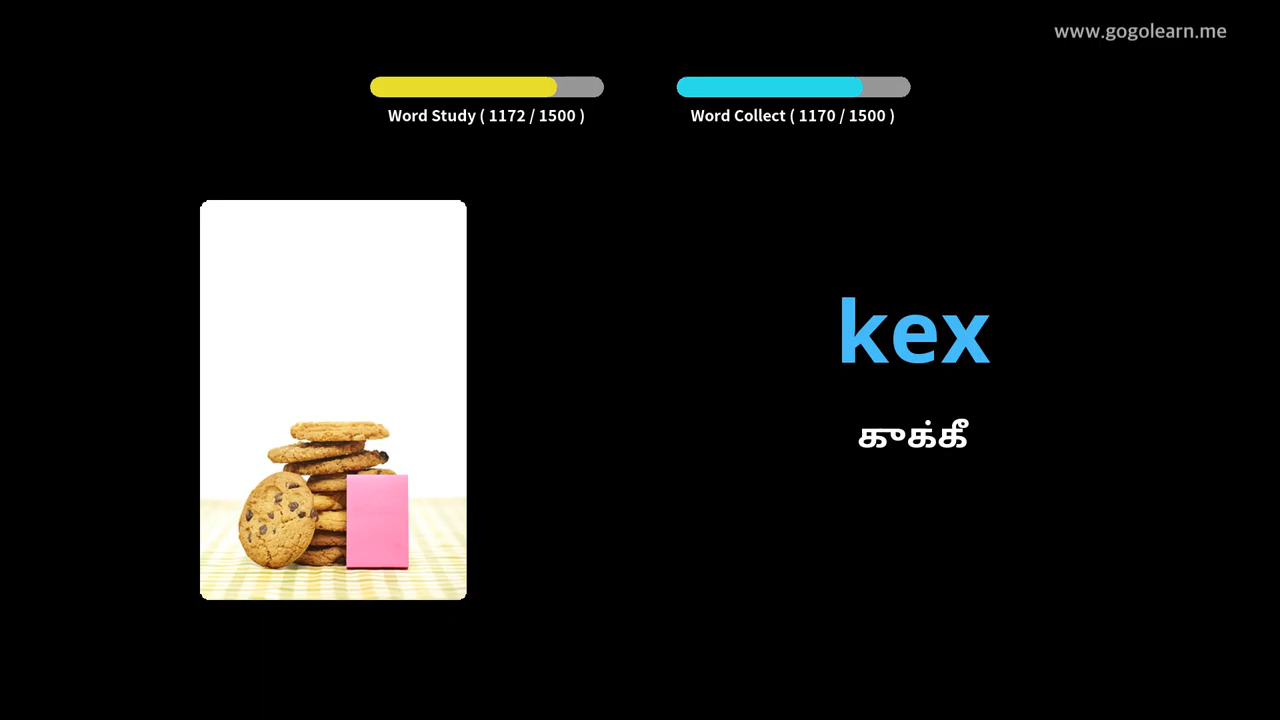 www.gogolearn.me
Word Study ( 1172 / 1500 )
Word Collect ( 1170 / 1500 )
kex
குக்கீ